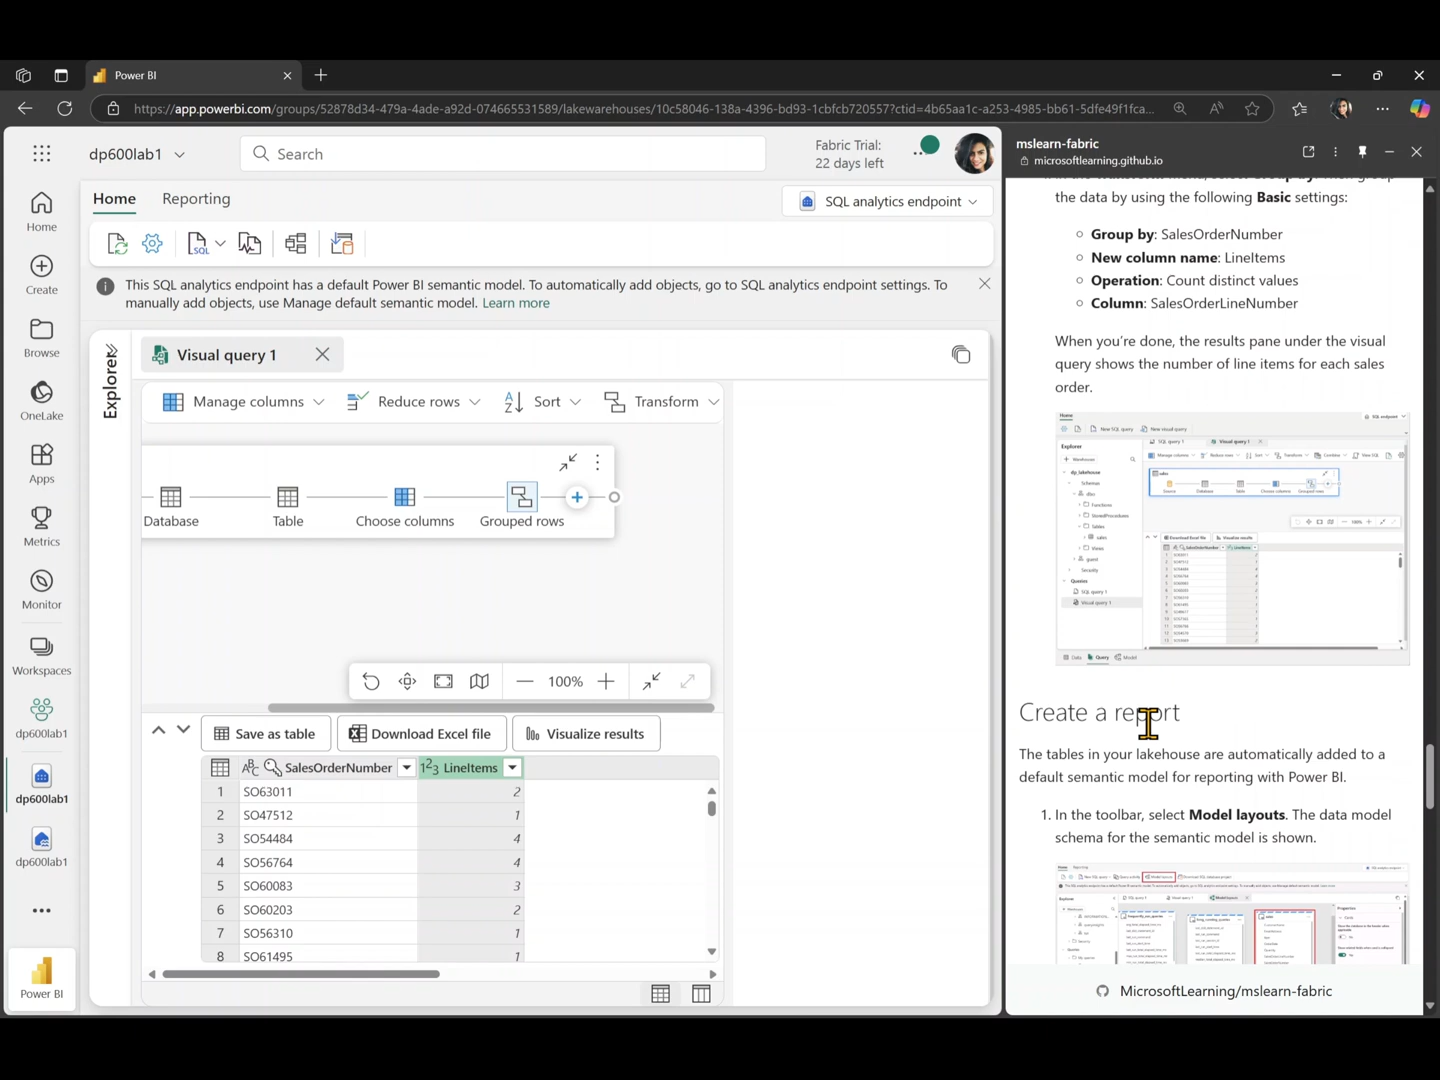 Power BI
https://app.powerbi.com/groups/52878d34-479a-4ade-a92d-074665531589/lakewarehouses/10c58046-138a-4396-bd93-1cbfcb720557?ctid=4b65aa1c-a253-4985-bb61-5dfe49f1fca...
dp600lab1
Search
Fabric Trial:
22 days left
Home
Reporting
SQL analytics endpoint
SQL
This SQL analytics endpoint has a default Power BI semantic model. To automatically add objects, go to SQL analytics endpoint settings. To
manually add objects, use Manage default semantic model. Learn more
Home
Create
Browse
OneLake
Apps
Metrics
Monitor
Workspaces
dp600lab1
dp600lab1
dp600lab1
Power BI
Explorer
Visual query 1
Manage columns
Reduce rows
Sort
Transform
Database
Table
Choose columns
Grouped rows
100%
Save as table
Download Excel file
Visualize results
SalesOrderNumber
LineItems
1 SO63011 2
2 SO47512 1
3 SO54484 4
4 SO56764 4
5 SO60083 3
6 SO60203 2
7 SO56310 1
8 SO61495 1
mslearn-fabric
microsoftlearning.github.io
the data by using the following Basic settings:
Group by: SalesOrderNumber
New column name: LineItems
Operation: Count distinct values
Column: SalesOrderLineNumber
When you're done, the results pane under the visual
query shows the number of line items for each sales
order.
Create a report
The tables in your lakehouse are automatically added to a
default semantic model for reporting with Power BI.
1. In the toolbar, select Model layouts. The data model
schema for the semantic model is shown.
MicrosoftLearning/mslearn-fabric